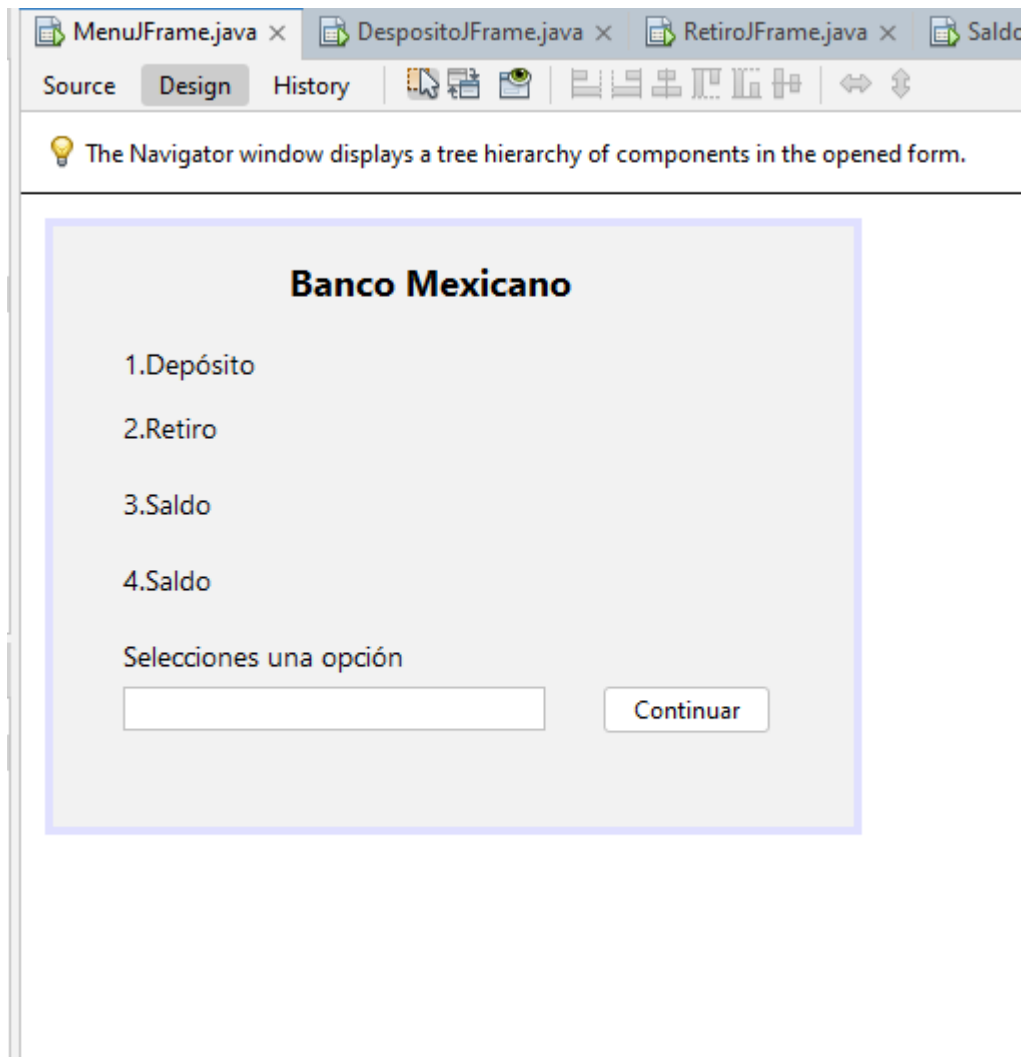 MenuJFrame.java DespositoJFrame.java RetiroJFrame.java Saldo
Source Design History
The Navigator window displays a tree hierarchy of components in the opened form.
Banco Mexicano
1.Depósito
2.Retiro
3.Saldo
4.Saldo
Selecciones una opción
Continuar